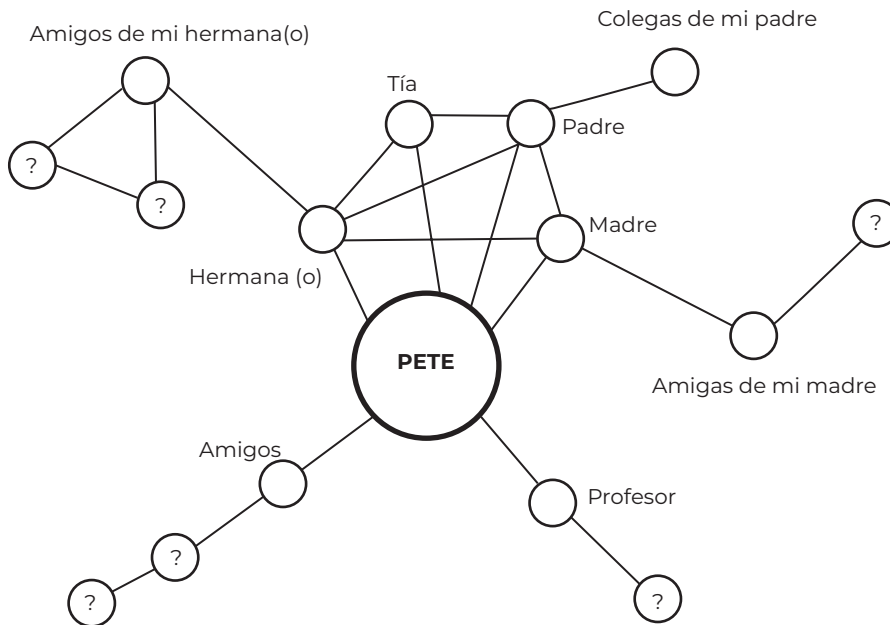 Colegas de mi padre
Amigos de mi hermana(o)
Tía
Padre
?
?
Madre
?
Hermana (o)
PETE
Amigas de mi madre
Amigos
Profesor
?
?
?